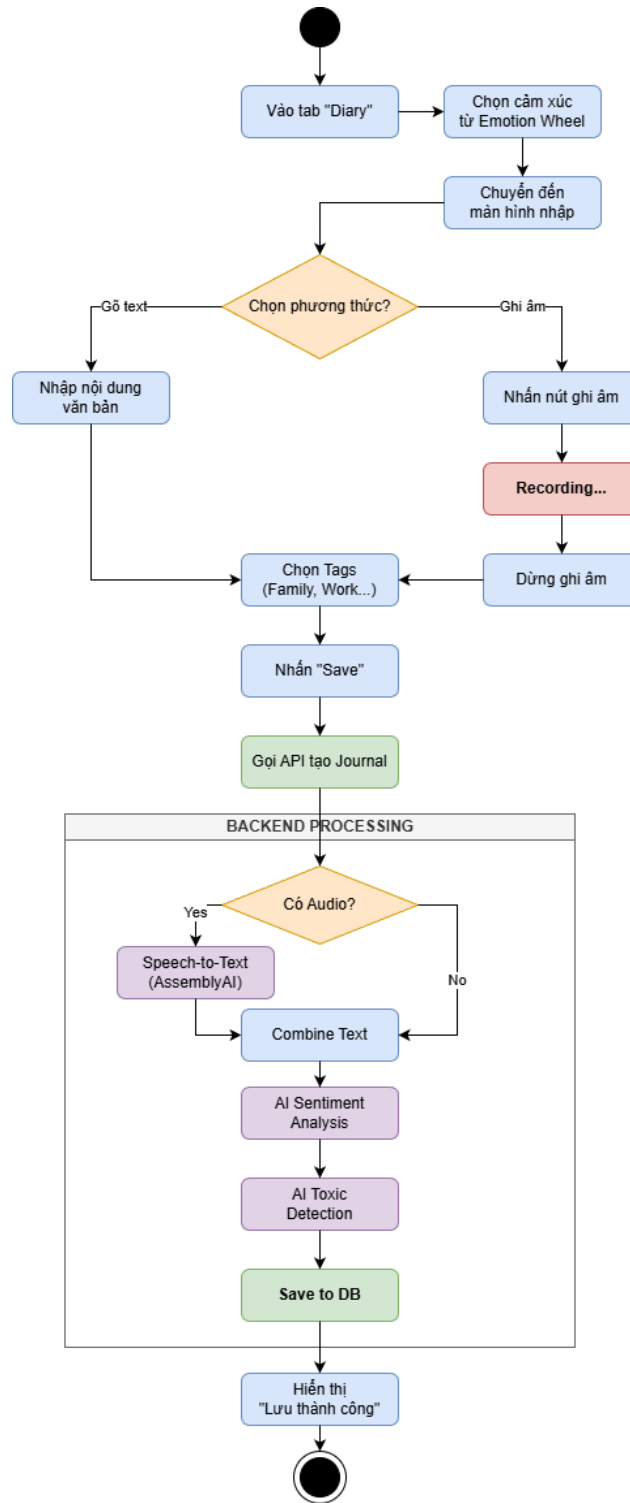 Vào tab "Diary"
Chọn cảm xúc
từ Emotion Wheel
Chuyển đến
màn hình nhập
Chọn phương thức?
Gõ text
Ghi âm
Nhập nội dung
văn bản
Nhấn nút ghi âm
Recording...
Dừng ghi âm
Chọn Tags
(Family, Work...)
Nhấn "Save"
Gọi API tạo Journal
BACKEND PROCESSING
Có Audio?
Yes
No
Speech-to-Text
(AssemblyAI)
Combine Text
AI Sentiment
Analysis
AI Toxic
Detection
Save to DB
Hiển thị
"Lưu thành công"